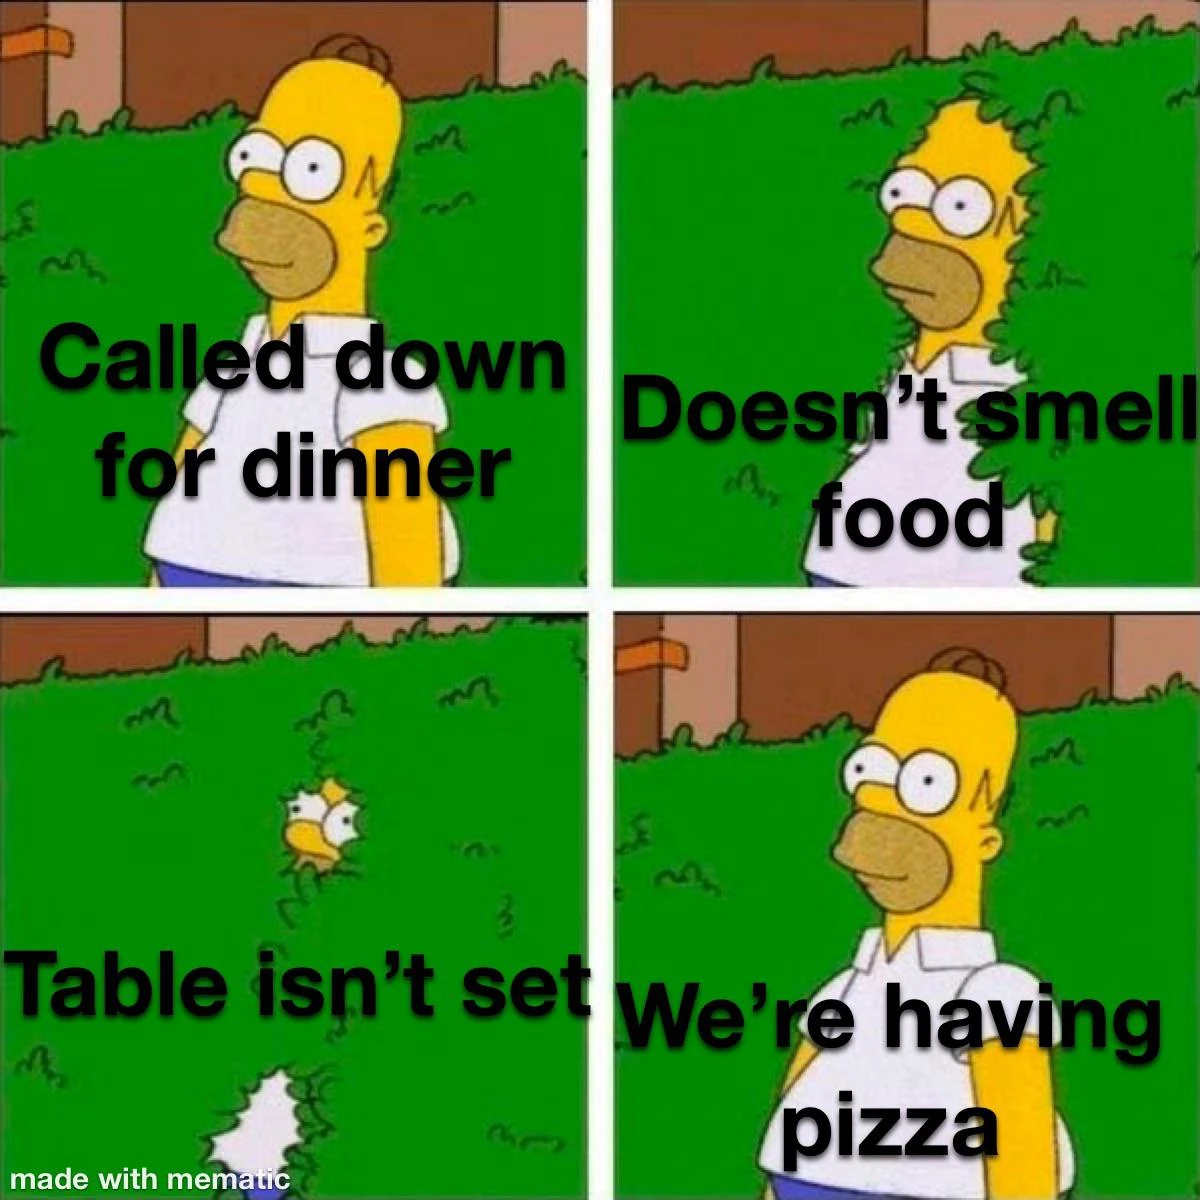 Called down
for dinner
Doesn't smell
food
Table isn't set
We're having
pizza
made with mematic